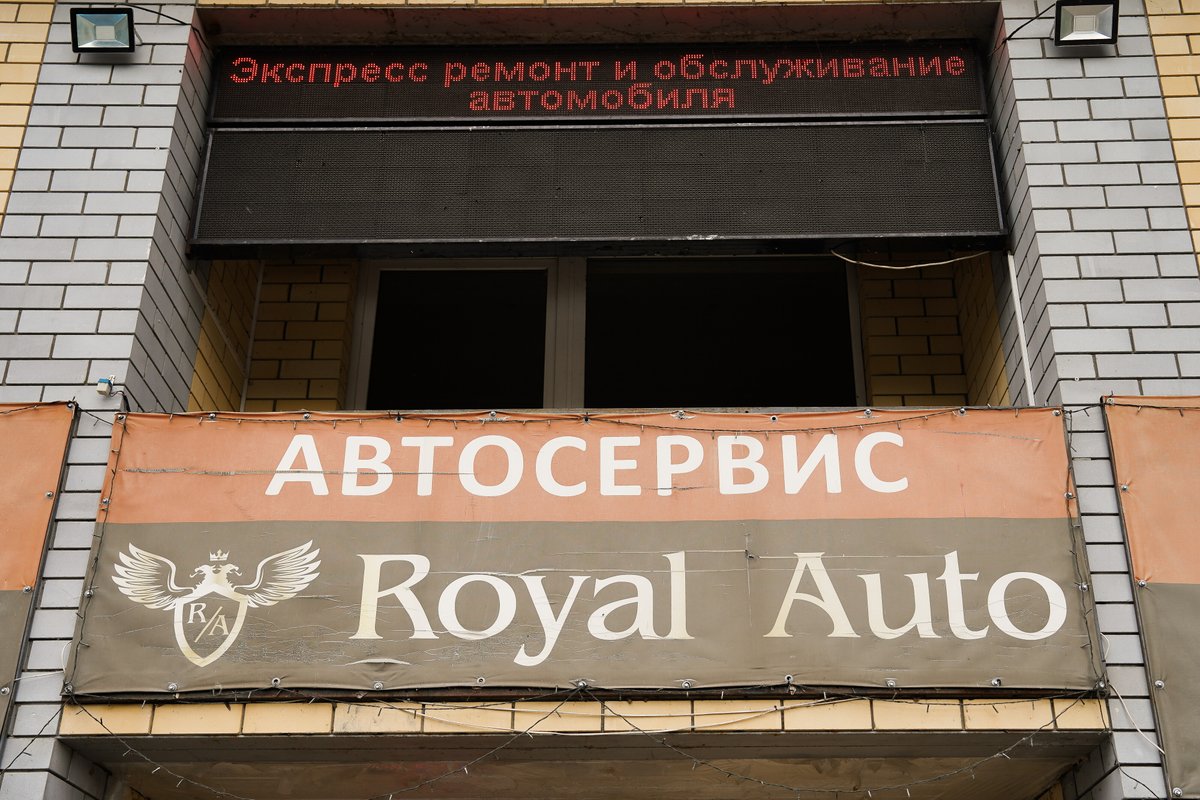 Экспресс ремонт и обслуживание
автомобиля
АВТОСЕРВИС
R/A
Royal Auto